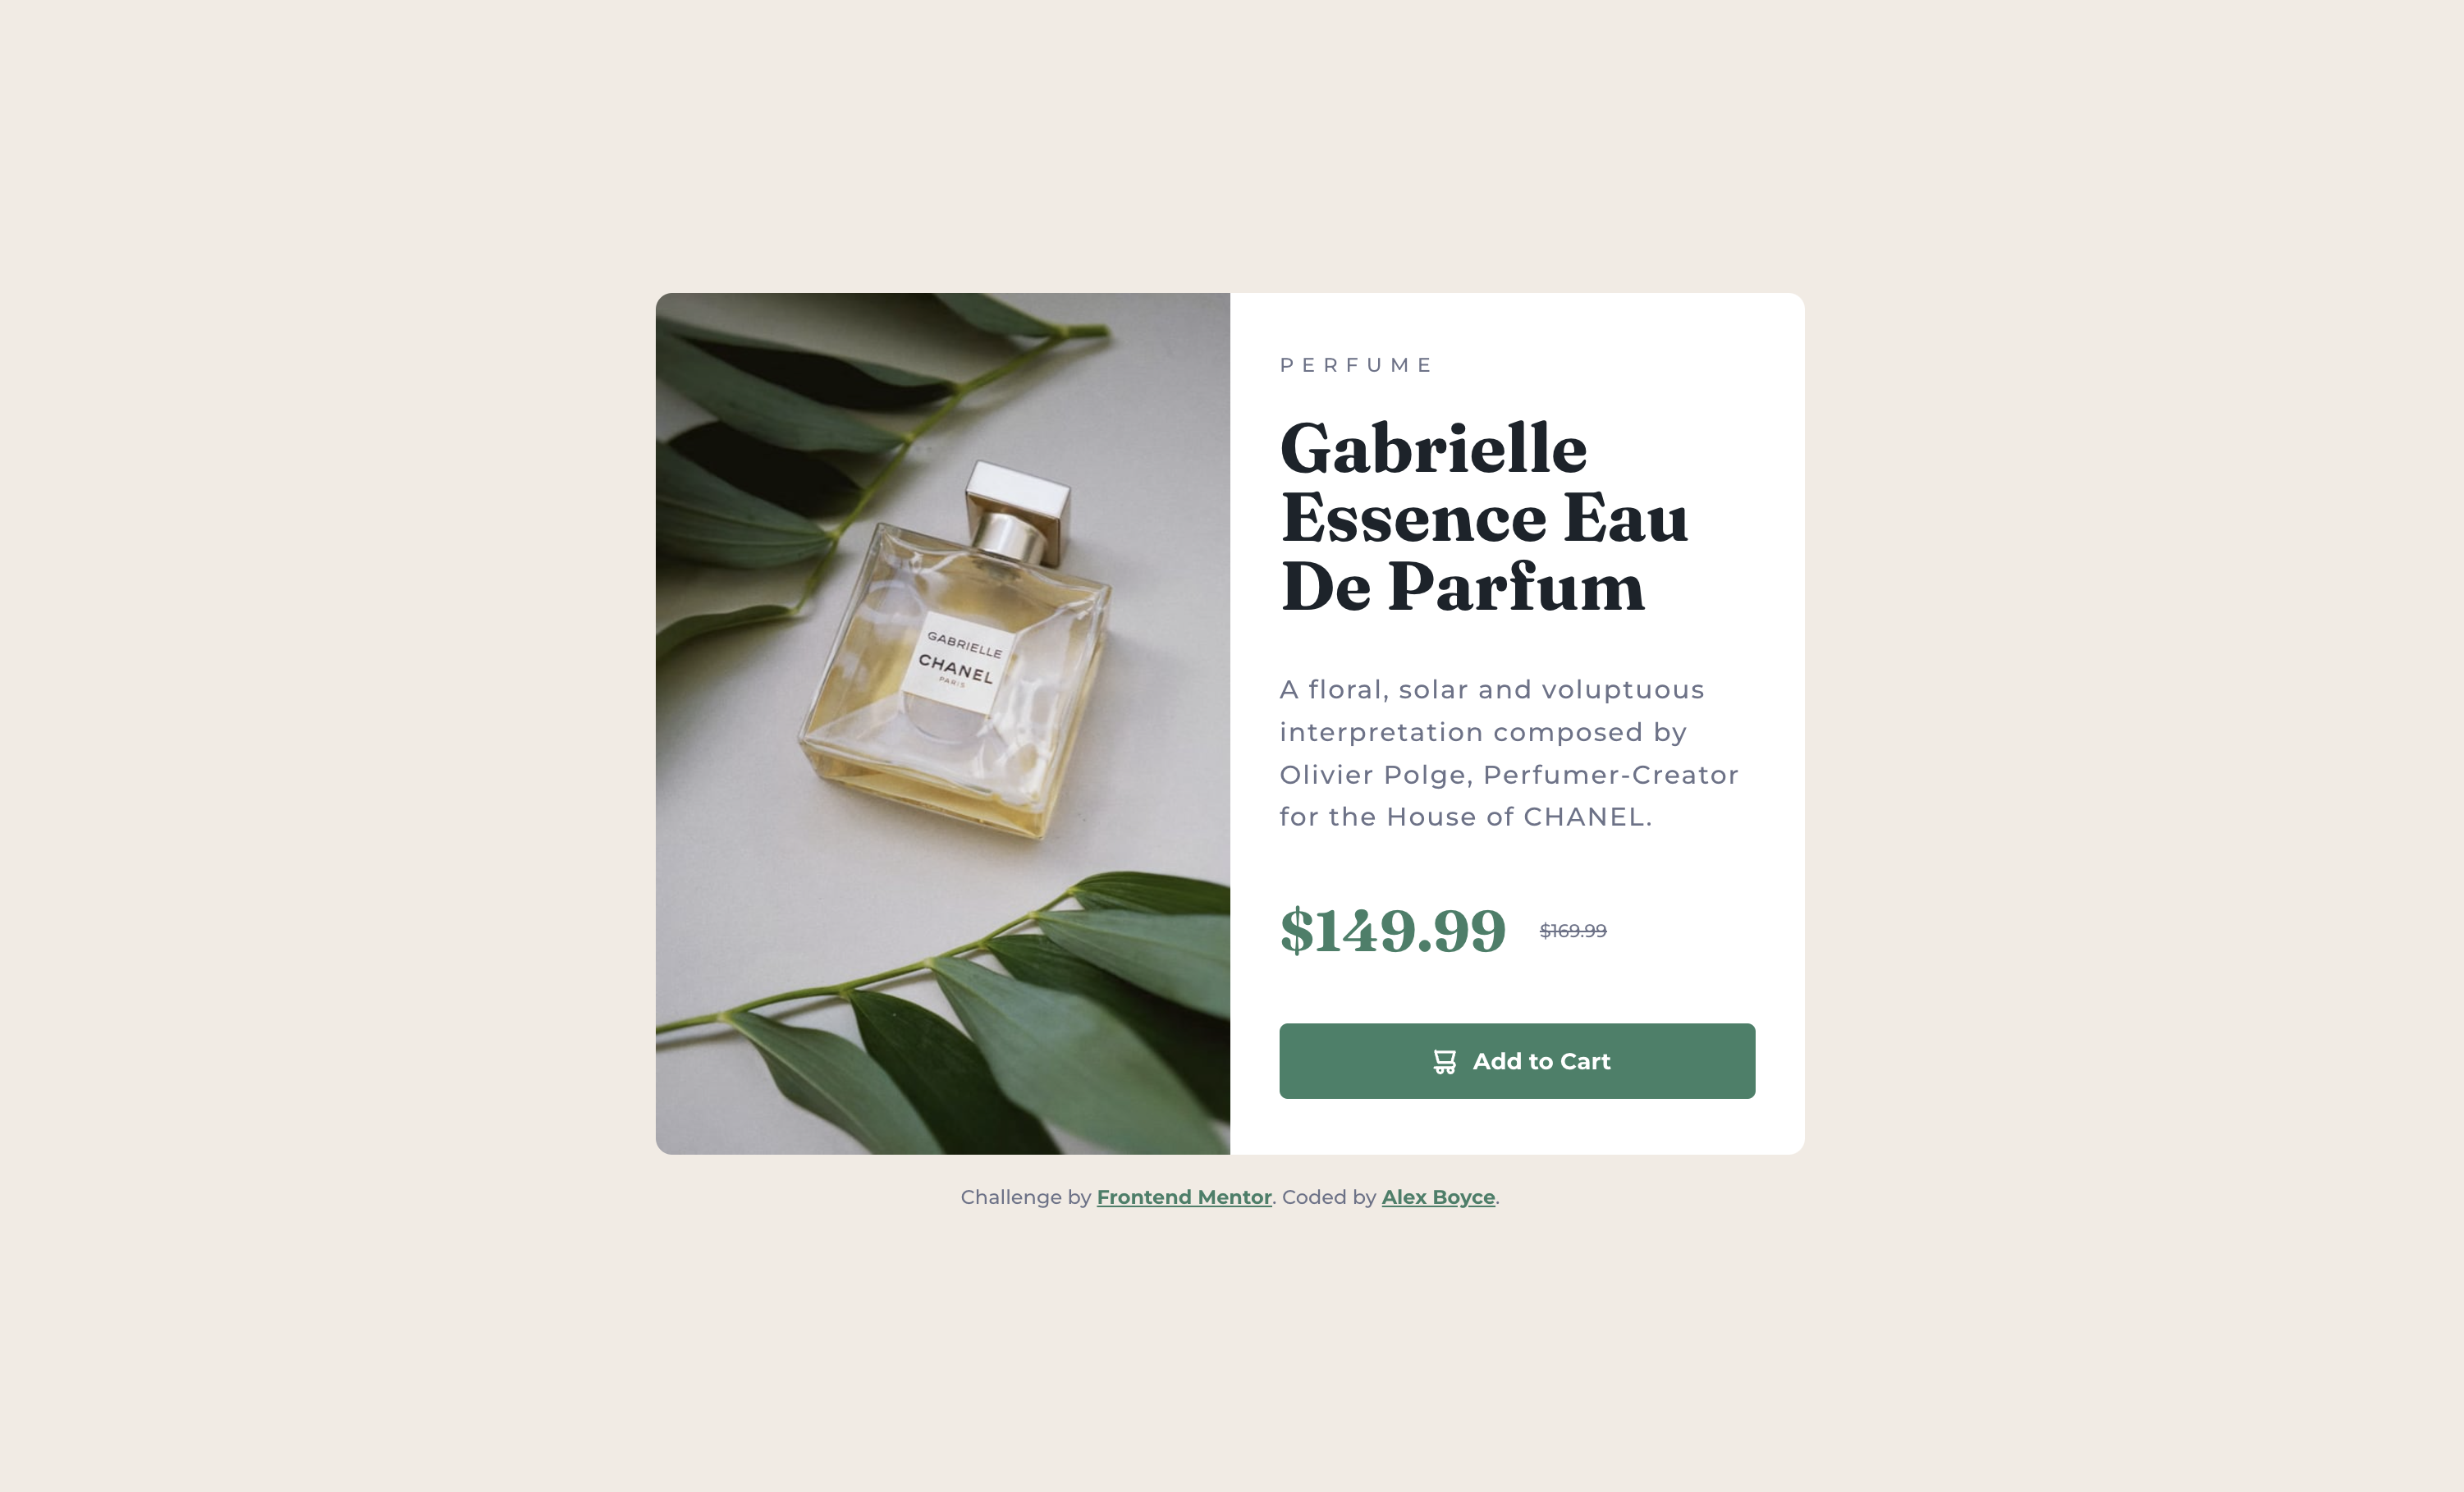 PERFUME
Gabrielle
Essence Eau
De Parfum
A floral, solar and voluptuous
interpretation composed by
Olivier Polge, Perfumer-Creator
for the House of CHANEL.
$149.99 $169.99
Add to Cart
GABRIELLE
CHANEL
PARIS
Challenge by Frontend Mentor. Coded by Alex Boyce.